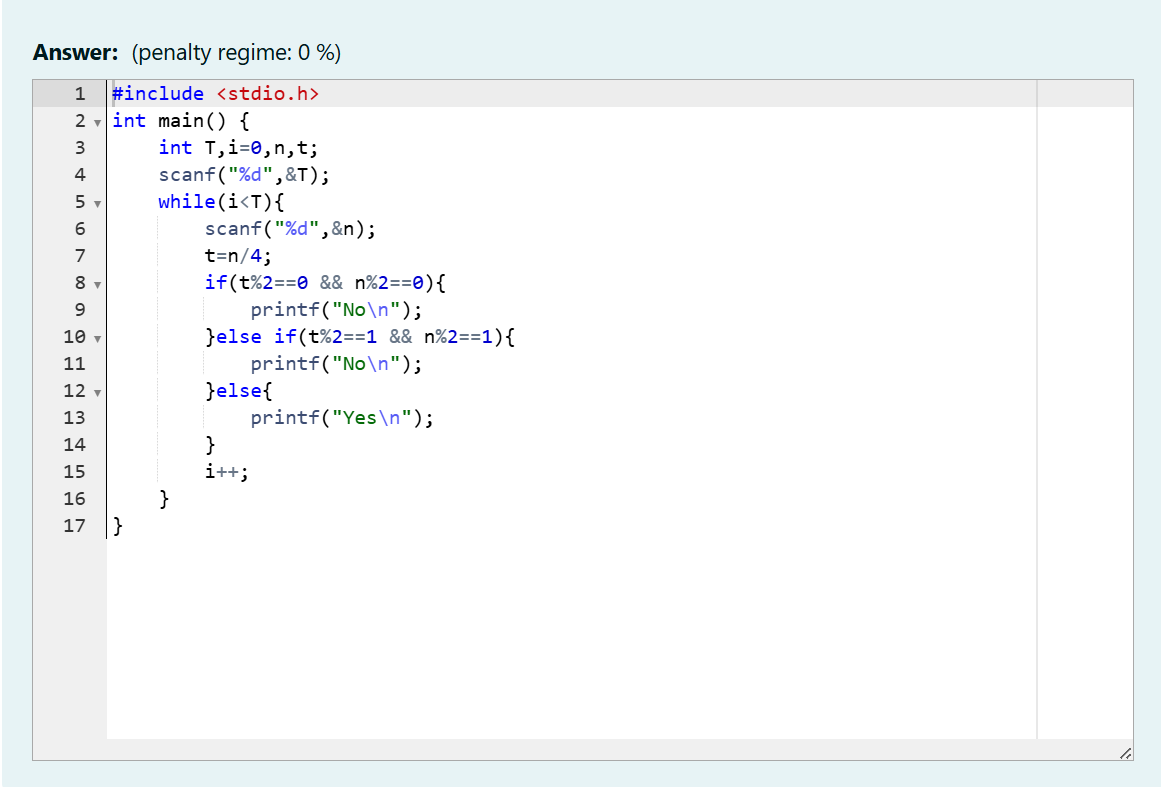 Answer: (penalty regime: 0 %)
1 #include <stdio.h>
2 int main() {
3     int T,i=0,n,t;
4     scanf("%d",&T);
5     while(i<T){
6         scanf("%d",&n);
7         t=n/4;
8         if(t%2==0 && n%2==0){
9             printf("No\n");
10         }else if(t%2==1 && n%2==1){
11             printf("No\n");
12         }else{
13             printf("Yes\n");
14         }
15         i++;
16     }
17 }